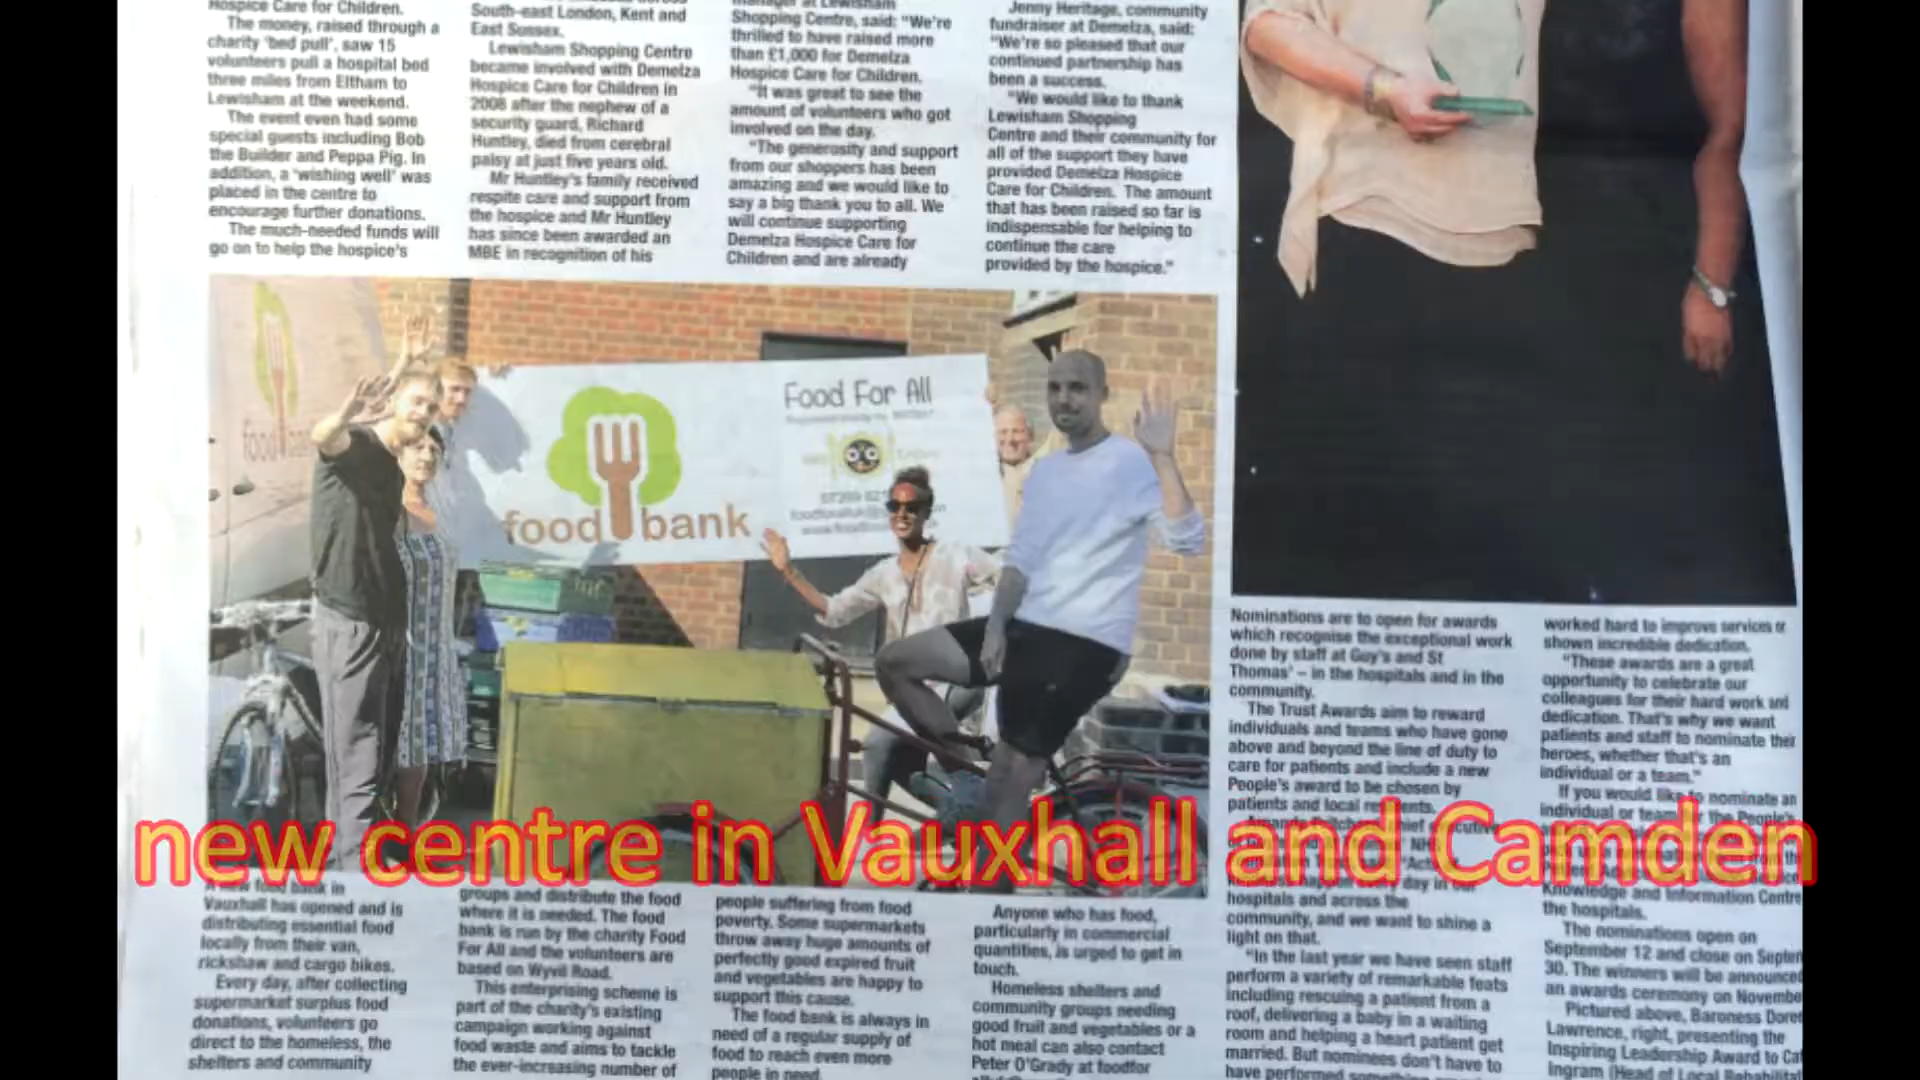 Hospice Care for Children.
The money, raised through a
charity 'bed pull', saw 15
volunteers pull a hospital bed
three miles from Eltham to
Lewisham at the weekend.
The event even had some
special guests including Bob
the Builder and Peppa Pig. In
addition, a 'wishing well' was
placed in the centre to
encourage further donations.
The much-needed funds will
go on to help the hospice's
South-east London, Kent and
East Sussex.
Lewisham Shopping Centre
became involved with Demelza
Hospice Care for Children in
2008 after the nephew of a
security guard, Richard
Huntley, died from cerebral
palsy at just five years old.
Mr Huntley's family received
respite care and support from
the hospice and Mr Huntley
has since been awarded an
MBE in recognition of his
manager at Lewisham
Shopping Centre, said: "We're
thrilled to have raised more
than £1,000 for Demelza
Hospice Care for Children.
"It was great to see the
amount of volunteers who got
involved on the day.
"The generosity and support
from our shoppers has been
amazing and we would like to
say a big thank you to all. We
will continue supporting
Demelza Hospice Care for
Children and are already
Jenny Heritage, community
fundraiser at Demelza, said:
"We're so pleased that our
continued partnership has
been a success.
"We would like to thank
Lewisham Shopping
Centre and their community for
all of the support they have
provided Demelza Hospice
Care for Children. The amount
that has been raised so far is
indispensable for helping to
continue the care
provided by the hospice."
Food For All
food bank
new centre in Vauxhall and Camden
A new food bank in
Vauxhall has opened and is
distributing essential food
locally from their van,
rickshaw and cargo bikes.
Every day, after collecting
supermarket surplus food
donations, volunteers go
direct to the homeless, the
shelters and community
groups and distribute the food
where it is needed. The food
bank is run by the charity Food
For All and the volunteers are
based on Wyvil Road.
This enterprising scheme is
part of the charity's existing
campaign working against
food waste and aims to tackle
the ever-increasing number of
people suffering from food
poverty. Some supermarkets
throw away huge amounts of
perfectly good expired fruit
and vegetables are happy to
support this cause.
The food bank is always in
need of a regular supply of
food to reach even more
people in need.
Anyone who has food,
particularly in commercial
quantities, is urged to get in
touch.
Homeless shelters and
community groups needing
good fruit and vegetables or a
hot meal can also contact
Peter O'Grady at foodfor
Nominations are to open for awards
which recognise the exceptional work
done by staff at Guy's and St
Thomas' – in the hospitals and in the
community.
The Trust Awards aim to reward
individuals and teams who have gone
above and beyond the line of duty to
care for patients and include a new
People's award to be chosen by
patients and local residents.
day in our
hospitals and across the
community, and we want to shine a
light on that.
"In the last year we have seen staff
perform a variety of remarkable feats
including rescuing a patient from a
roof, delivering a baby in a waiting
room and helping a heart patient get
married. But nominees don't have to
have performed
worked hard to improve services or
shown incredible dedication.
"These awards are a great
opportunity to celebrate our
colleagues for their hard work and
dedication. That's why we want
patients and staff to nominate their
heroes, whether that's an
individual or a team."
If you would like to nominate an
individual or team for the People's
Knowledge and Information Centre
the hospitals.
The nominations open on
September 12 and close on
30. The winners will be announced
an awards ceremony on
Pictured above, Baroness
Lawrence, right, presenting the
Inspiring Leadership Award to
Ingram (Head of Local